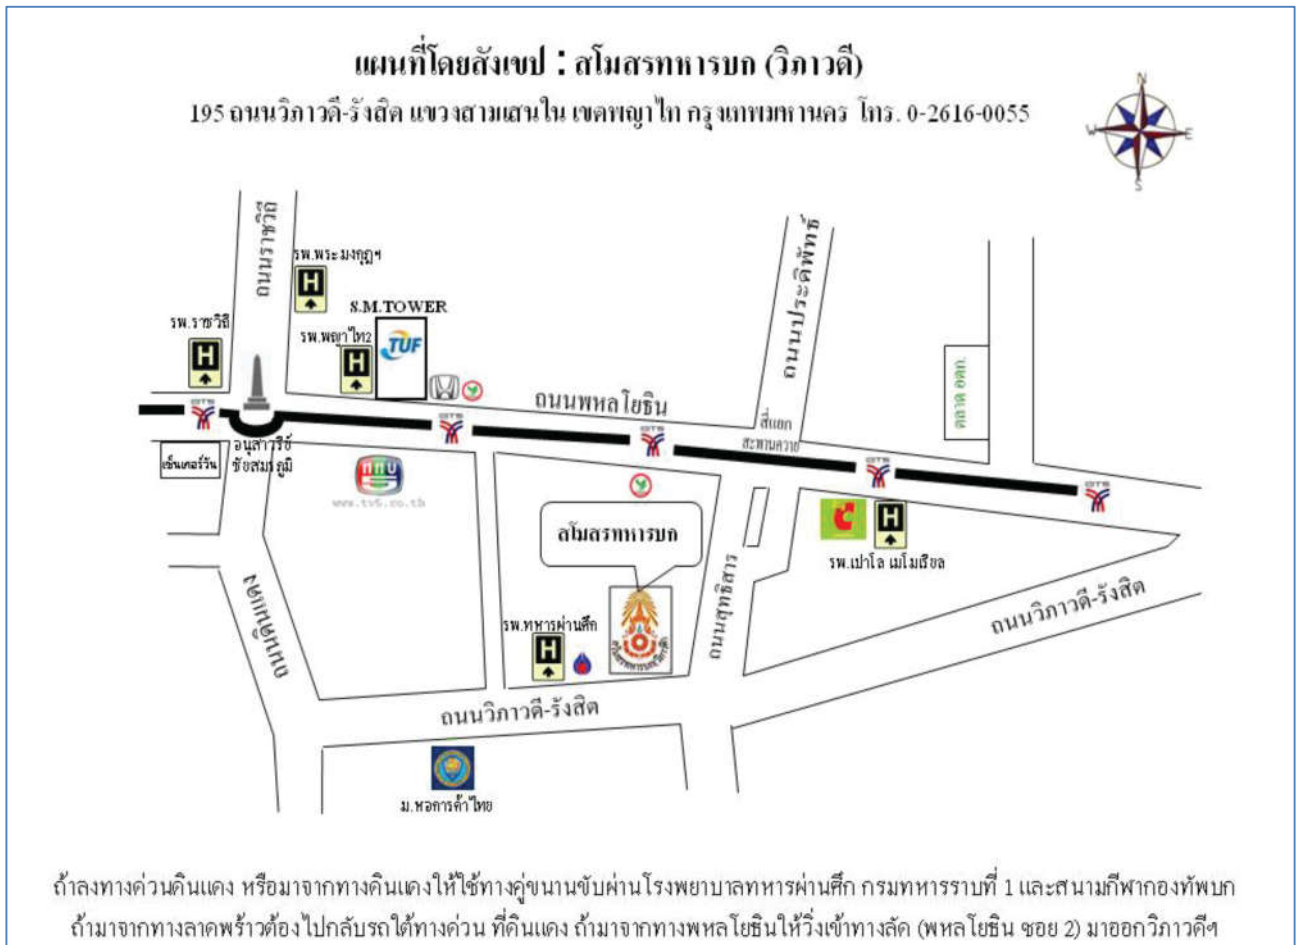 แผนที่โดยสังเขป : สโมสรทหารบก (วิภาวดี)
195 ถนนวิภาวดี-รังสิต แขวงสามเสนใน เขตพญาไท กรุงเทพมหานคร โทร. 0-2616-0055
N
W
E
S
ถนนราชวิถี
รพ.พระมงกุฎฯ
H
S.M.TOWER
รพ.ราชวิถี
H
รพ.พญาไท2
H
TUF
ถนนประดิพัทธ์
ตลาด อตก.
ถนนพหลโยธิน
BTS
BTS
BTS
BTS
BTS
สี่แยก
สะพานควาย
อนุสาวรีย์
ชัยสมรภูมิ
เซ็นเตอร์วัน
ททบ
www.tv5.co.th
สโมสรทหารบก
C
H
รพ.เปาโล เมโมเรียล
ถนนดินแดง
รพ.ทหารผ่านศึก
H
ถนนสุทธิสาร
ถนนวิภาวดี-รังสิต
ถนนวิภาวดี-รังสิต
ม.หอการค้าไทย
ถ้าลงทางด่วนดินแดง หรือมาจากทางดินแดงให้ใช้ทางคู่ขนานขับผ่านโรงพยาบาลทหารผ่านศึก กรมทหารราบที่ 1 และสนามกีฬากองทัพบก
ถ้ามาจากทางลาดพร้าวต้องไปกลับรถใต้ทางด่วน ที่ดินแดง ถ้ามาจากทางพหลโยธินให้วิ่งเข้าทางลัด (พหลโยธิน ซอย 2) มาออกวิภาวดีฯ